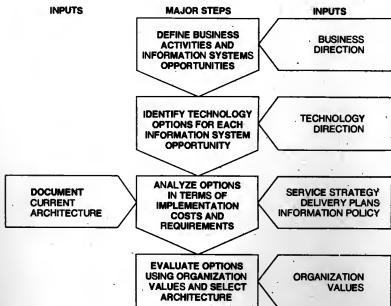 INPUTS MAJOR STEPS INPUTS
DEFINE BUSINESS
ACTIVITIES AND
INFORMATION SYSTEMS
OPPORTUNITIES
BUSINESS
DIRECTION
IDENTIFY TECHNOLOGY
OPTIONS FOR EACH
INFORMATION SYSTEM
OPPORTUNITY
TECHNOLOGY
DIRECTION
DOCUMENT
CURRENT
ARCHITECTURE
ANALYZE OPTIONS
IN TERMS OF
IMPLEMENTATION
COSTS AND
REQUIREMENTS
SERVICE STRATEGY
DELIVERY PLANS
INFORMATION POLICY
EVALUATE OPTIONS
USING ORGANIZATION
VALUES AND SELECT
ARCHITECTURE
ORGANIZATION
VALUES